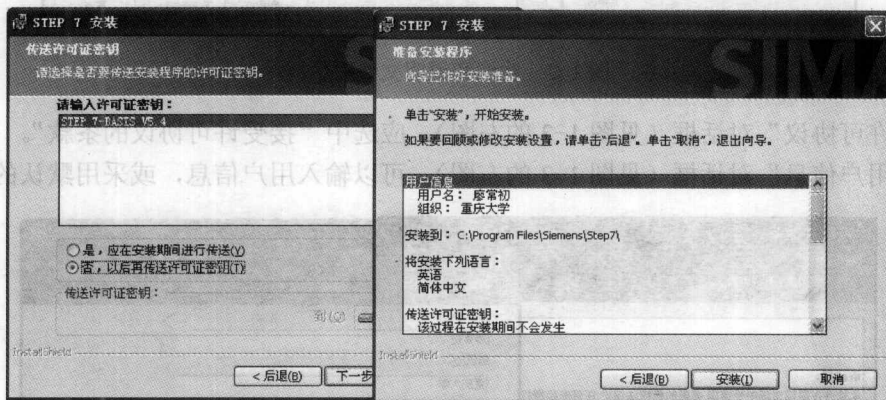 STEP 7 安装
传送许可证密钥
请选择是否要传送安装程序的许可证密钥。
请输入许可证密钥：
STEP 7-BASIS V5.4
是，应在安装期间进行传送(Y)
否，以后再传送许可证密钥(T)
传送许可证密钥：
到(O)
InstallShield
< 后退(B)
下一步
STEP 7 安装
准备安装程序
向导已作好安装准备。
SIMA
单击“安装”，开始安装。
如果要回顾或修改安装设置，请单击“后退”。单击“取消”，退出向导。
用户信息
用户名： 廖常初
组织： 重庆大学
安装到： C:\Program Files\Siemens\Step7\
将安装下列语言：
英语
简体中文
传送许可证密钥：
该过程在安装期间不会发生
InstallShield
< 后退(B)
安装(I)
取消